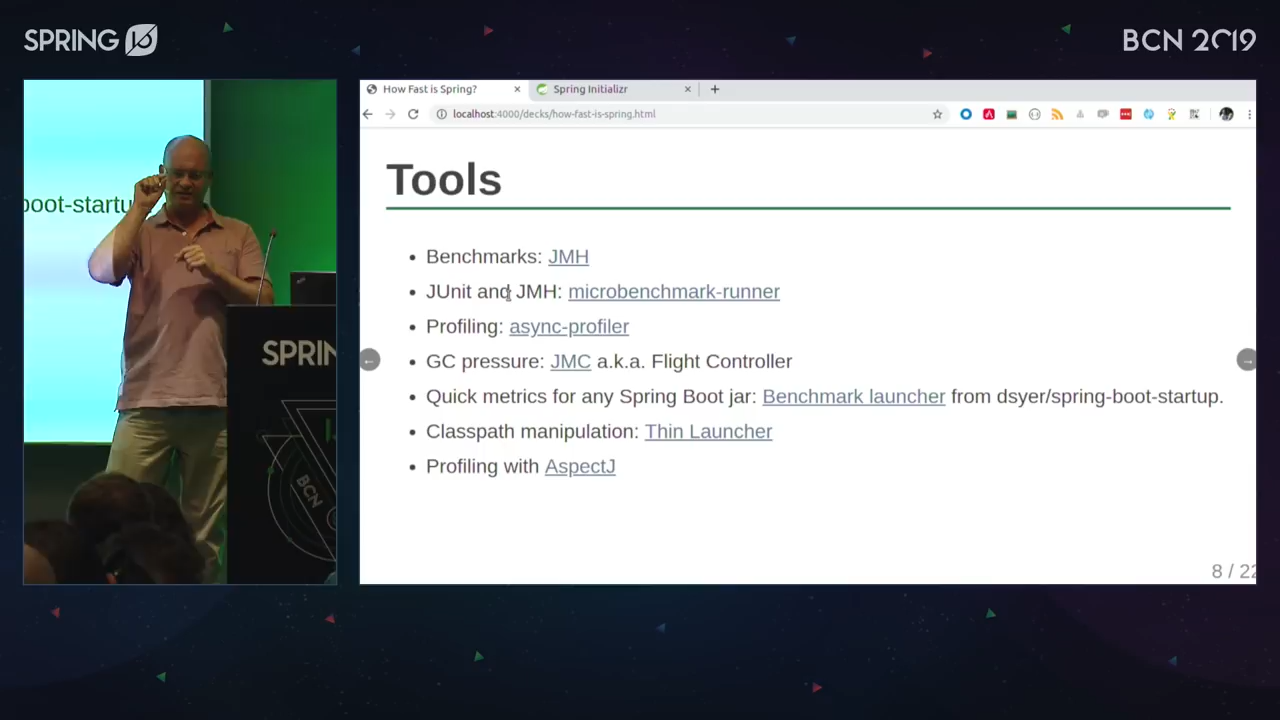 SPRING IO
BCN 2019
How Fast is Spring?
Spring Initializr
localhost:4000/decks/how-fast-is-spring.html
boot-startu
SPRIN
BCN
Tools
Benchmarks: JMH
JUnit and JMH: microbenchmark-runner
Profiling: async-profiler
GC pressure: JMC a.k.a. Flight Controller
Quick metrics for any Spring Boot jar: Benchmark launcher from dsyer/spring-boot-startup.
Classpath manipulation: Thin Launcher
Profiling with AspectJ
8 / 22